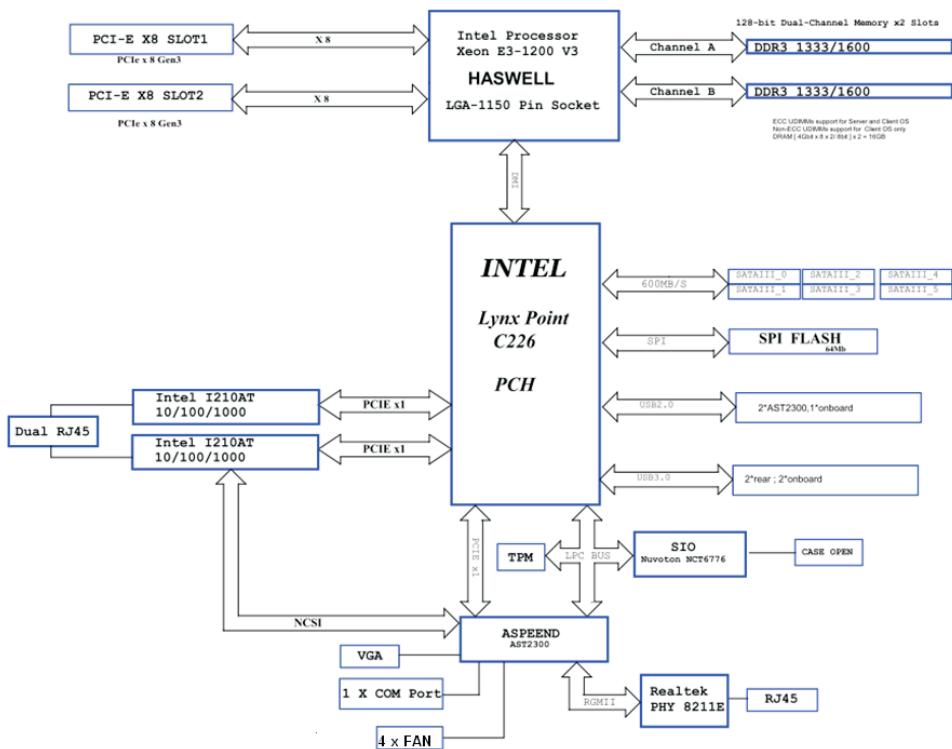 128-bit Dual-Channel Memory x2 Slots
PCI-E X8 SLOT1
PCIe x 8 Gen3
X 8
Intel Processor
Xeon E3-1200 V3
HASWELL
LGA-1150 Pin Socket
Channel A
DDR3 1333/1600
PCI-E X8 SLOT2
PCIe x 8 Gen3
X 8
Channel B
DDR3 1333/1600
ECC UDIMMs support for Server and Client OS
Non-ECC UDIMMs support for Client OS only
DRAM [ 4Gb4 x 8 x 2/ 8b4 ] x 2 = 16GB
DMI
INTEL
Lynx Point
C226
PCH
600MB/S
SATAIII_0
SATAIII_2
SATAIII_4
SATAIII_1
SATAIII_3
SATAIII_5
SPI
SPI FLASH
64Mb
USB2.0
2*AST2300,1*onboard
USB3.0
2*rear ; 2*onboard
Dual RJ45
Intel I210AT
10/100/1000
PCIE x1
Intel I210AT
10/100/1000
PCIE x1
PCIE x1
TPM
LPC BUS
SIO
Nuvoton NCT6776
CASE OPEN
NCSI
ASPEEND
AST2300
VGA
1 X COM Port
4 x FAN
RGMII
Realtek
PHY 8211E
RJ45